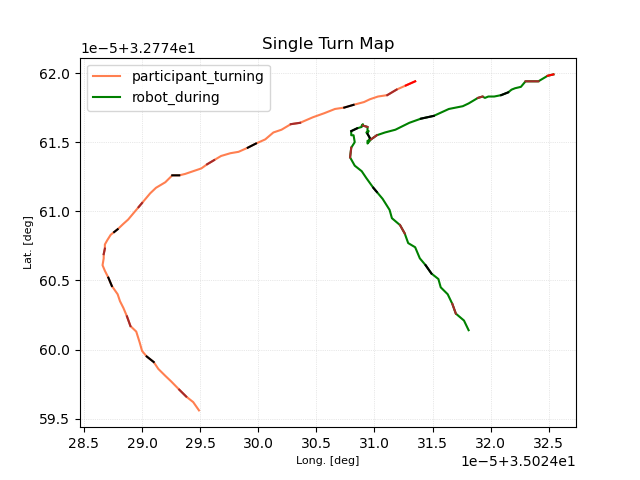 Single Turn Map
1e−5+3.2774e1
participant_turning
robot_during
62.0
61.5
61.0
60.5
60.0
59.5
Lat. [deg]
28.5 29.0 29.5 30.0 30.5 31.0 31.5 32.0 32.5
Long. [deg]
1e−5+3.5024e1